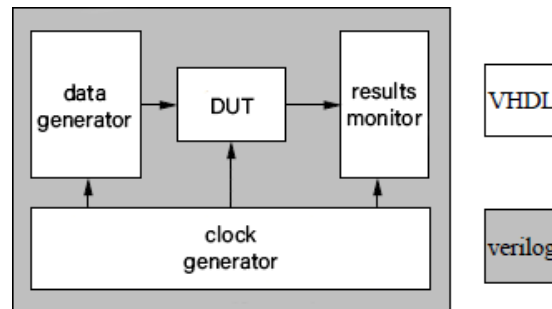 data
generator
DUT
results
monitor
clock
generator
VHDL
verilog